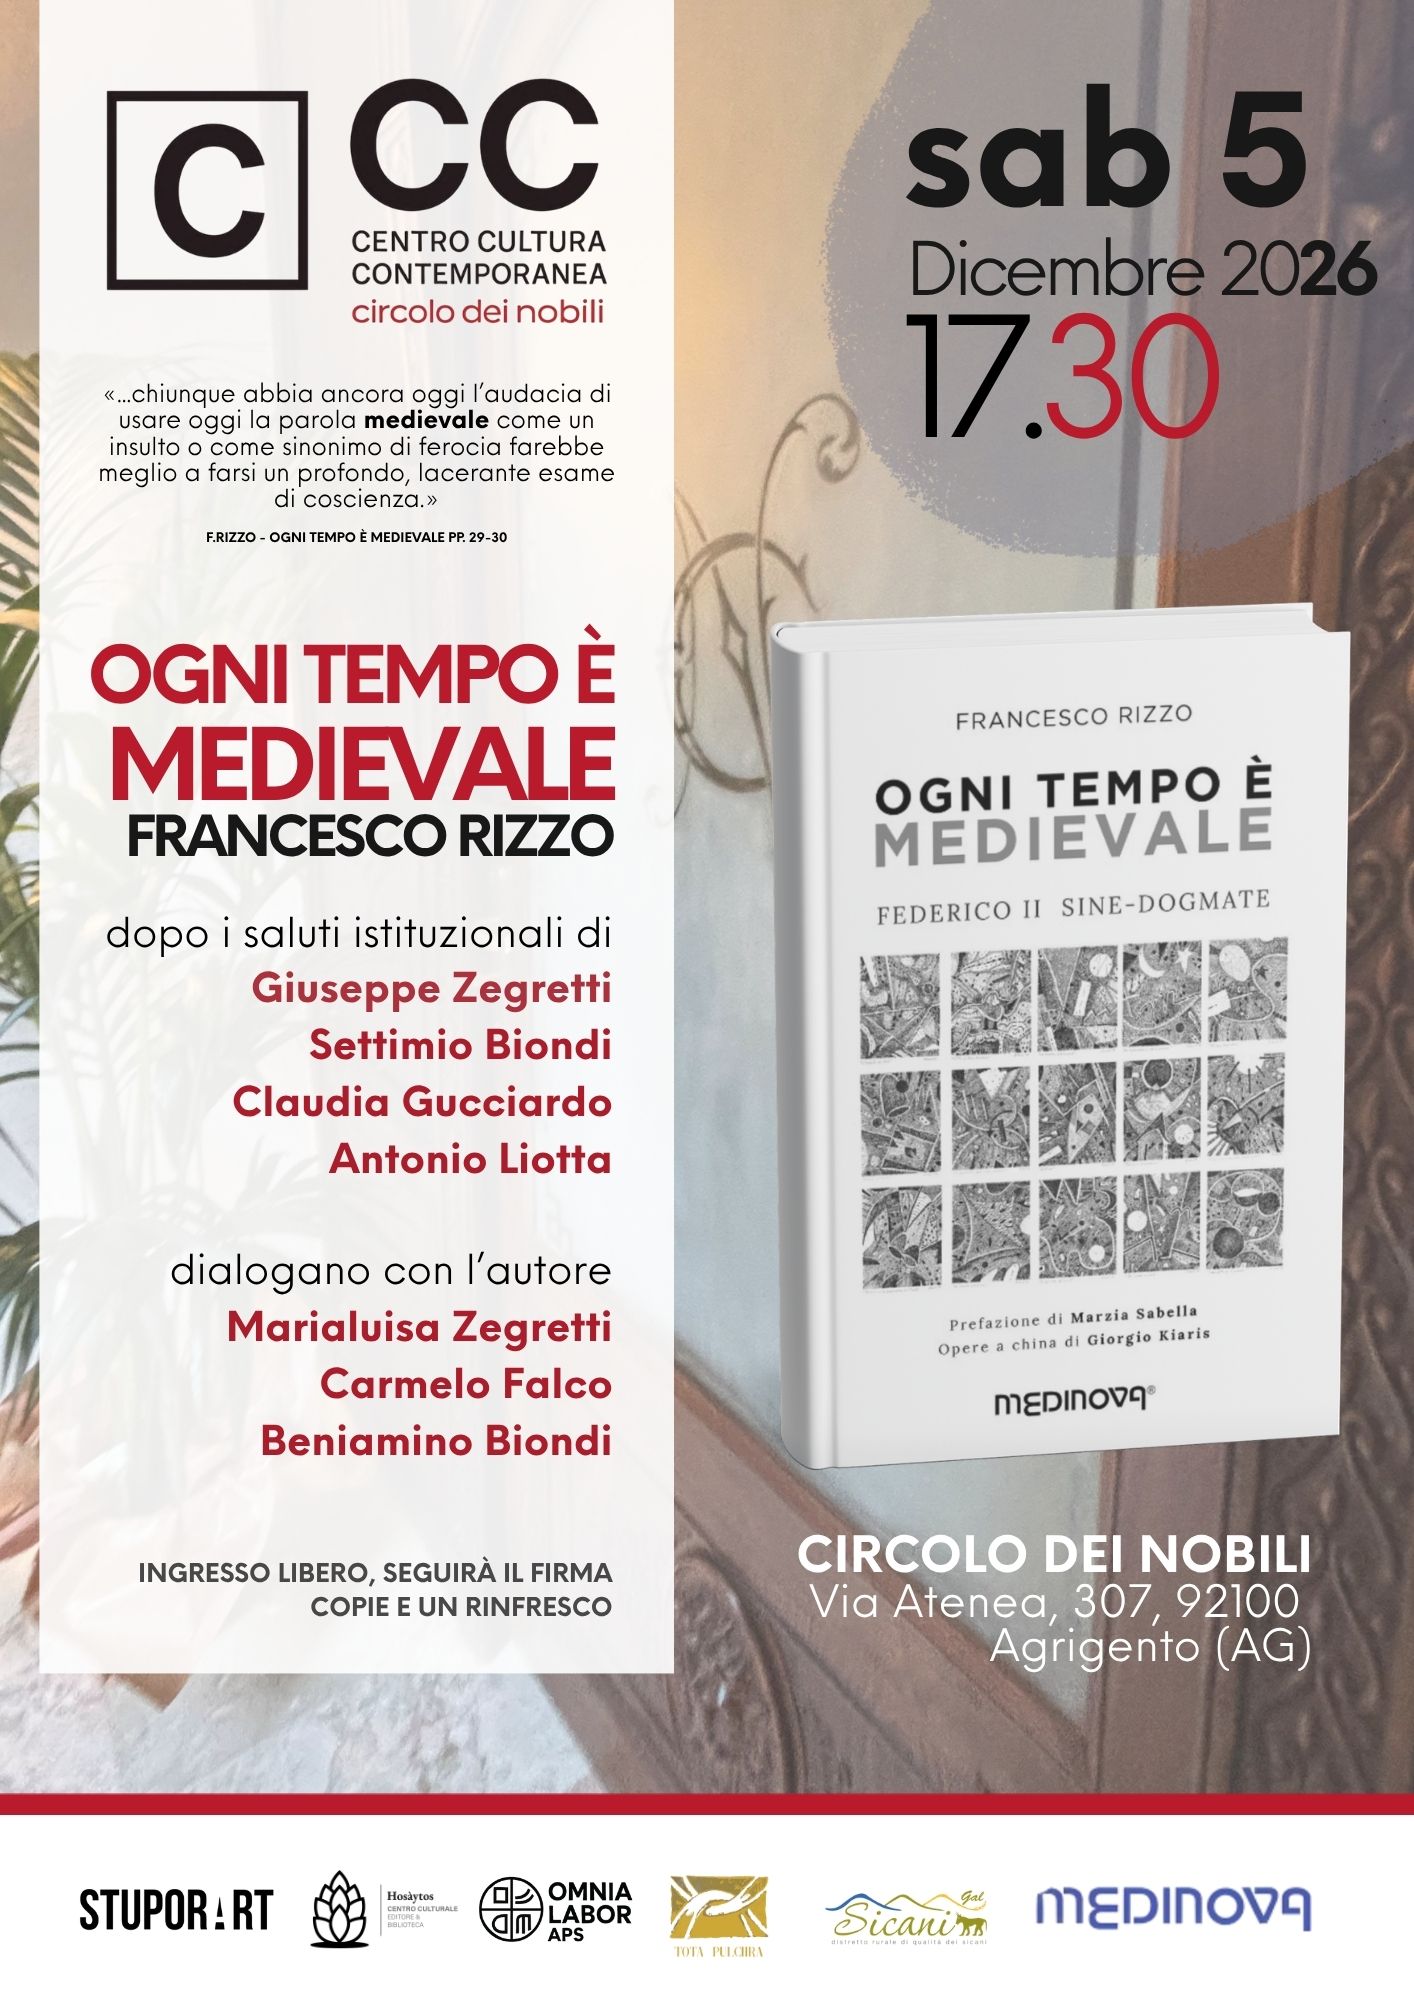 C CC
CENTRO CULTURA
CONTEMPORANEA
circolo dei nobili
sab 5
Dicembre 2026
17.30
«...chiunque abbia ancora oggi l'audacia di
usare oggi la parola medievale come un
insulto o come sinonimo di ferocia farebbe
meglio a farsi un profondo, lacerante esame
di coscienza.»
F.RIZZO - OGNI TEMPO È MEDIEVALE PP. 29-30
OGNI TEMPO È
MEDIEVALE
FRANCESCO RIZZO
dopo i saluti istituzionali di
Giuseppe Zegretti
Settimio Biondi
Claudia Gucciardo
Antonio Liotta
dialogano con l'autore
Marialuisa Zegretti
Carmelo Falco
Beniamino Biondi
INGRESSO LIBERO, SEGUIRÀ IL FIRMA
COPIE E UN RINFRESCO
FRANCESCO RIZZO
OGNI TEMPO È
MEDIEVALE
FEDERICO II SINE-DOGMATE
Prefazione di Marzia Sabella
Opere a china di Giorgio Kiaris
MEDINOVA®
CIRCOLO DEI NOBILI
Via Atenea, 307, 92100
Agrigento (AG)
STUPORART
Hosàytos
CENTRO CULTURALE
EDITORE &
BIBLIOTECA
OMNIA
LABOR
APS
TOTA PULCHRA
Gal
Sicani
distretto rurale di qualità dei sicani
MEDINOVA